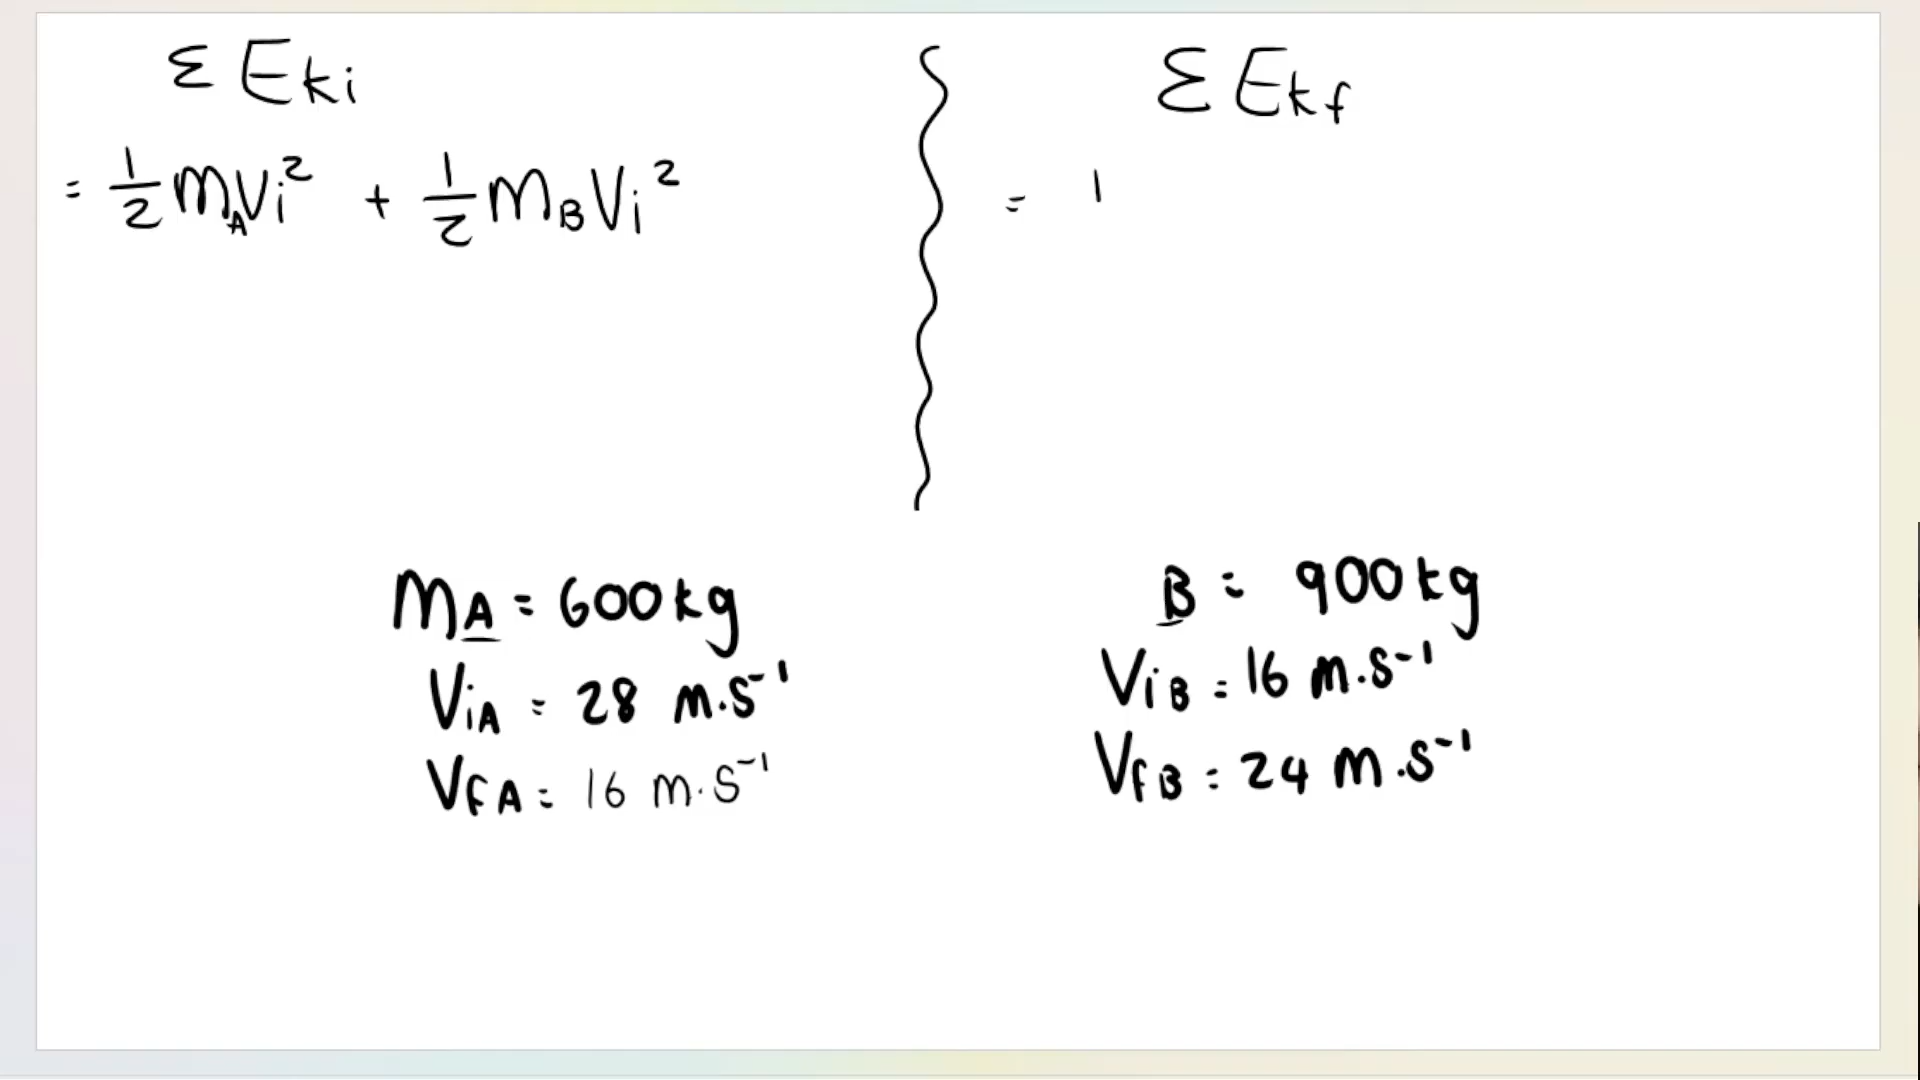 Σ Eki
= 1/2 mAVi² + 1/2 mBVi²
Σ Ekf
= 1
mA = 600kg
ViA = 28 m.s⁻¹
VfA = 16 m.s⁻¹
B = 900kg
ViB = 16 m.s⁻¹
VfB = 24 m.s⁻¹